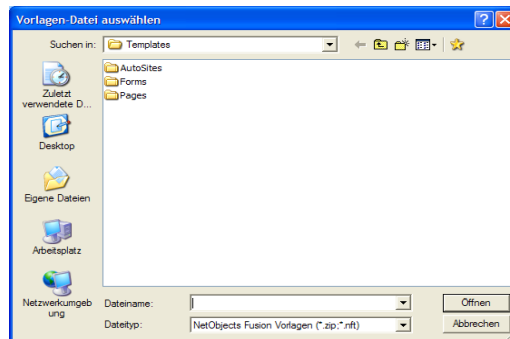 Vorlagen-Datei auswählen
Suchen in:
Templates
AutoSites
Forms
Pages
Zuletzt
verwendete D...
Desktop
Eigene Dateien
Arbeitsplatz
Netzwerkumgeb
ung
Dateiname:
Öffnen
Dateityp:
NetObjects Fusion Vorlagen (*.zip;*.nft)
Abbrechen